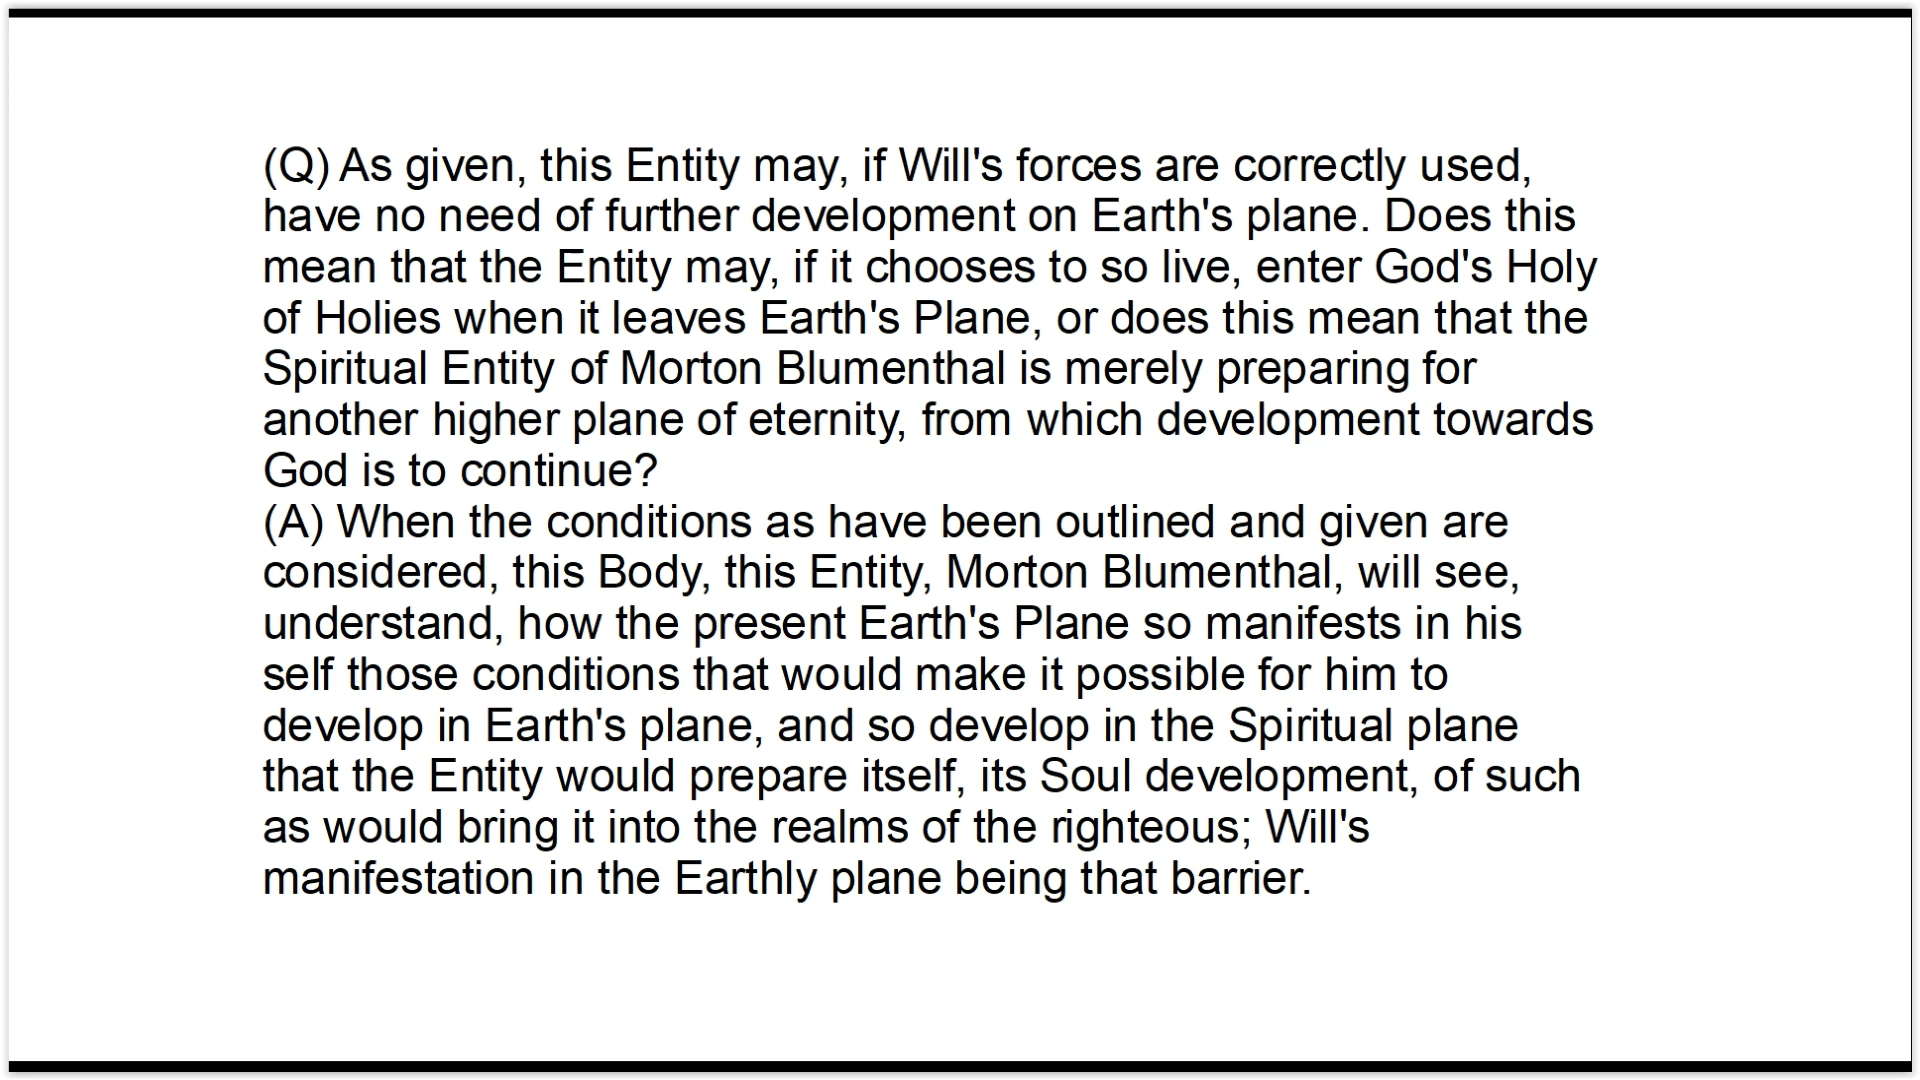 (Q) As given, this Entity may, if Will's forces are correctly used,
have no need of further development on Earth's plane. Does this
mean that the Entity may, if it chooses to so live, enter God's Holy
of Holies when it leaves Earth's Plane, or does this mean that the
Spiritual Entity of Morton Blumenthal is merely preparing for
another higher plane of eternity, from which development towards
God is to continue?
(A) When the conditions as have been outlined and given are
considered, this Body, this Entity, Morton Blumenthal, will see,
understand, how the present Earth's Plane so manifests in his
self those conditions that would make it possible for him to
develop in Earth's plane, and so develop in the Spiritual plane
that the Entity would prepare itself, its Soul development, of such
as would bring it into the realms of the righteous; Will's
manifestation in the Earthly plane being that barrier.